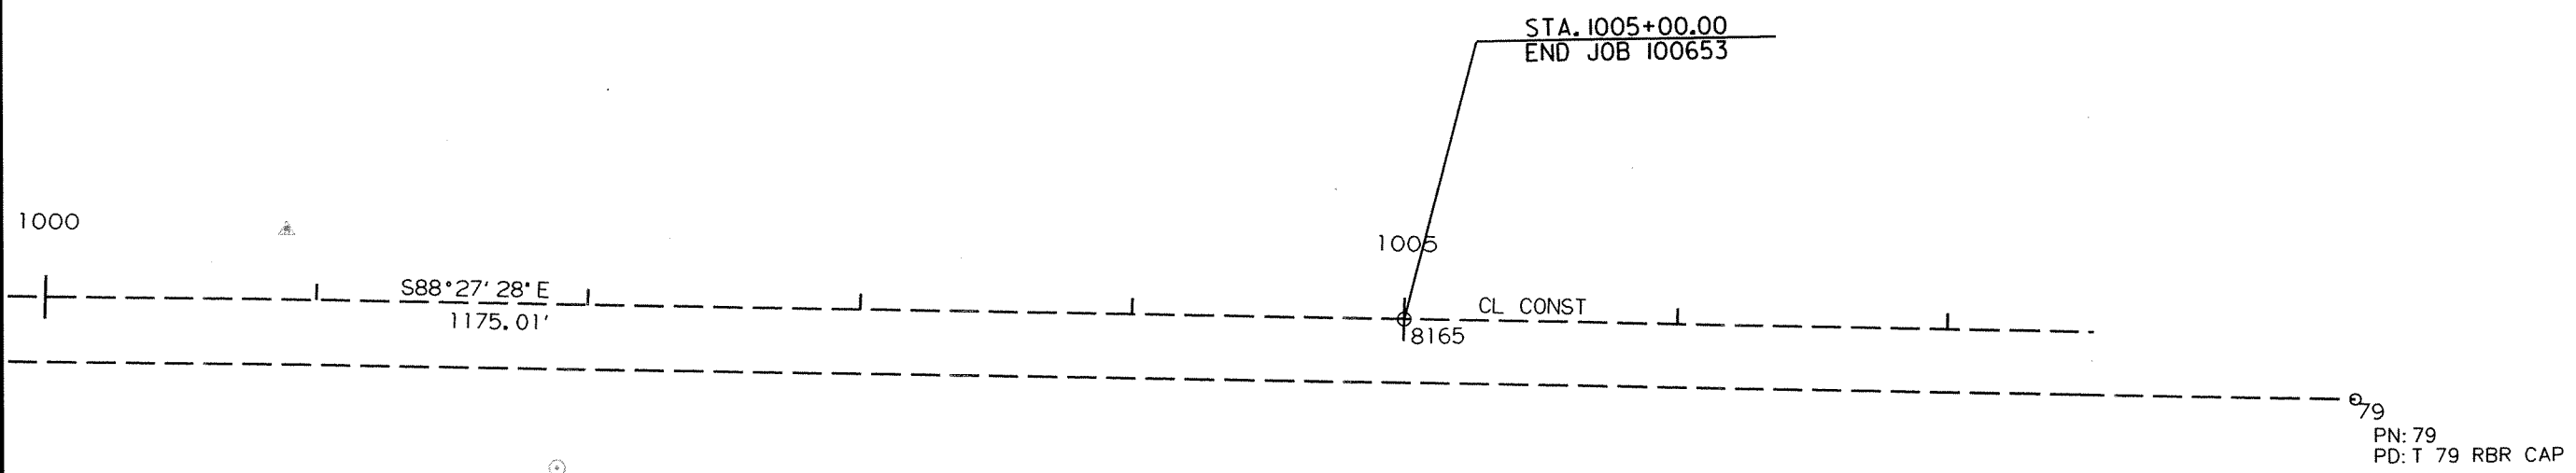 STA. 1005+00.00
END JOB 100653
1000
1005
S88°27'28"E
1175.01'
CL CONST
8165
79
PN: 79
PD: T 79 RBR CAP